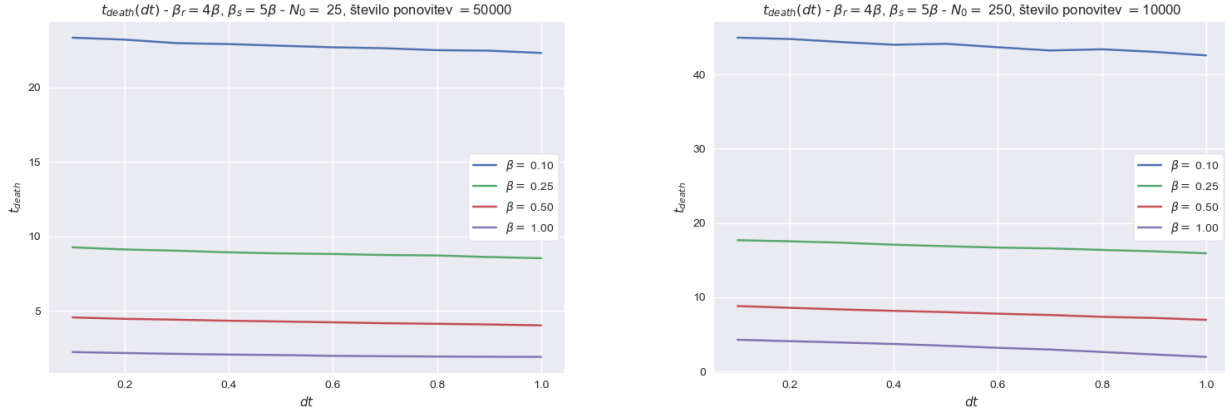 t_death(dt) - β_r = 4β, β_s = 5β - N_0 = 25, število ponovitev = 50000
20
15
10
5
t_death
β = 0.10
β = 0.25
β = 0.50
β = 1.00
0.2 0.4 0.6 0.8 1.0
dt
t_death(dt) - β_r = 4β, β_s = 5β - N_0 = 250, število ponovitev = 10000
40
30
20
10
0
t_death
β = 0.10
β = 0.25
β = 0.50
β = 1.00
0.2 0.4 0.6 0.8 1.0
dt